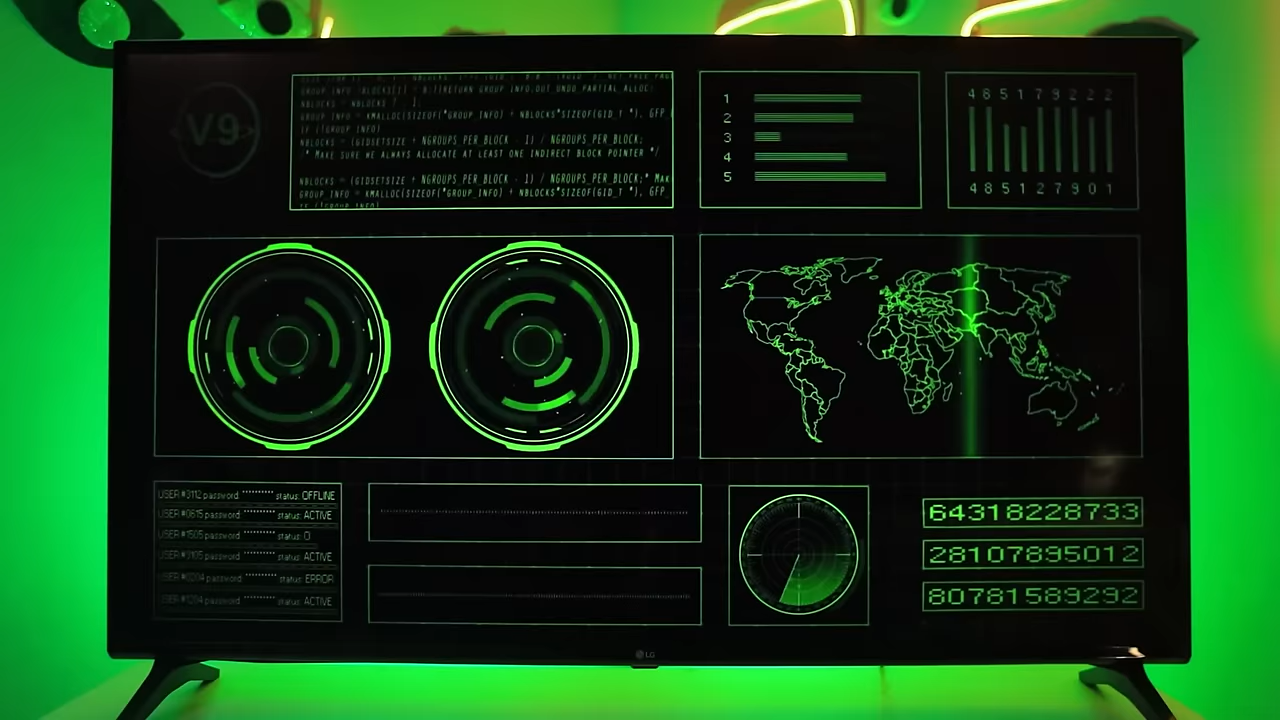 V9
GROUP_INFO->BLOCKS[I] = B;}}RETURN GROUP_INFO;OUT_UNDO_PARTIAL_ALLOC:
NBLOCKS = NBLOCKS ? : 1;
GROUP_INFO = KMALLOC(SIZEOF(*GROUP_INFO) + NBLOCKS*SIZEOF(GID_T *), GFP_
IF (!GROUP_INFO)
NBLOCKS = (GIDSETSIZE + NGROUPS_PER_BLOCK - 1) / NGROUPS_PER_BLOCK;
/* MAKE SURE WE ALWAYS ALLOCATE AT LEAST ONE INDIRECT BLOCK POINTER */
NBLOCKS = (GIDSETSIZE + NGROUPS_PER_BLOCK - 1) / NGROUPS_PER_BLOCK;* MAK
GROUP_INFO = KMALLOC(SIZEOF(*GROUP_INFO) + NBLOCKS*SIZEOF(GID_T *), GFP_
IF (!GROUP_INFO)
1
2
3
4
5
4 8 5 1 7 9 2 2 2
4 8 5 1 2 7 9 0 1
USER #3112 password ********* status: OFFLINE
USER #0615 password ********* status: ACTIVE
USER #1505 password ********* status: O
USER #3105 password ********* status: ACTIVE
USER #0204 password ********* status: ERROR
USER #1204 password ********* status: ACTIVE
64318228733
28107895012
80781589292
LG